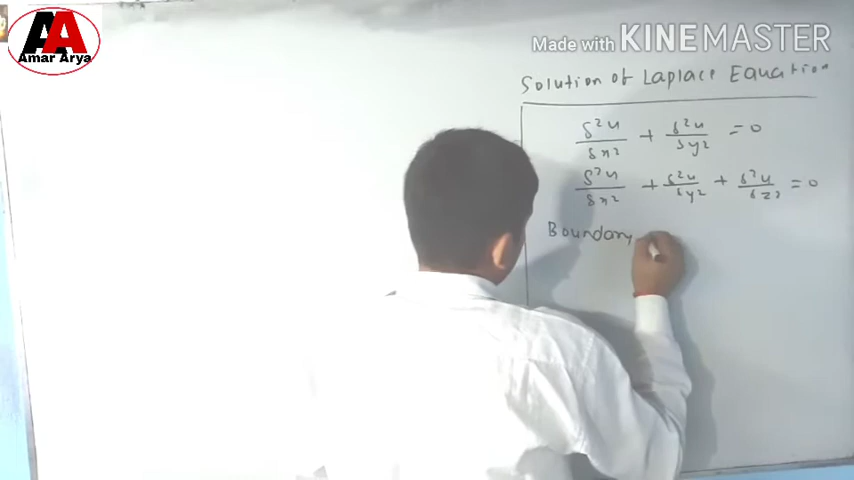 AA
Amar Arya
Made with KINEMASTER
Solution of Laplace Equation
δ²u/δx² + δ²u/δy² = 0
δ²u/δx² + δ²u/δy² + δ²u/δz² = 0
Boundary